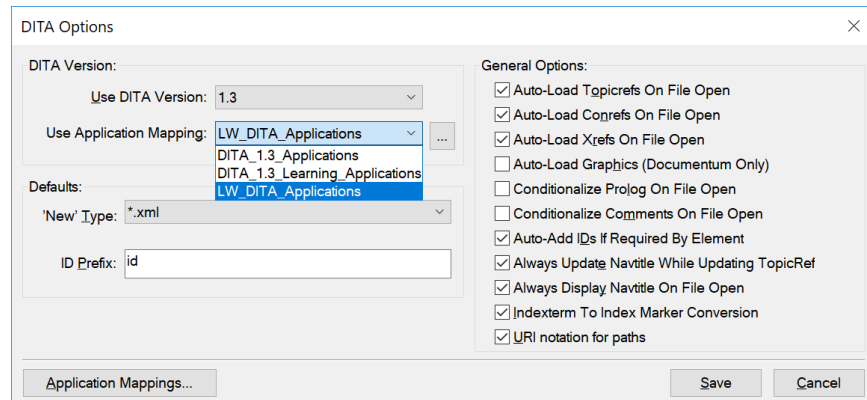 DITA Options
DITA Version:
Use DITA Version: 1.3
Use Application Mapping: LW_DITA_Applications ...
DITA_1.3_Applications
DITA_1.3_Learning_Applications
LW_DITA_Applications
Defaults:
'New' Type: *.xml
ID Prefix: id
General Options:
Auto-Load Topicrefs On File Open
Auto-Load Conrefs On File Open
Auto-Load Xrefs On File Open
Auto-Load Graphics (Documentum Only)
Conditionalize Prolog On File Open
Conditionalize Comments On File Open
Auto-Add IDs If Required By Element
Always Update Navtitle While Updating TopicRef
Always Display Navtitle On File Open
Indexterm To Index Marker Conversion
URI notation for paths
Application Mappings... Save Cancel